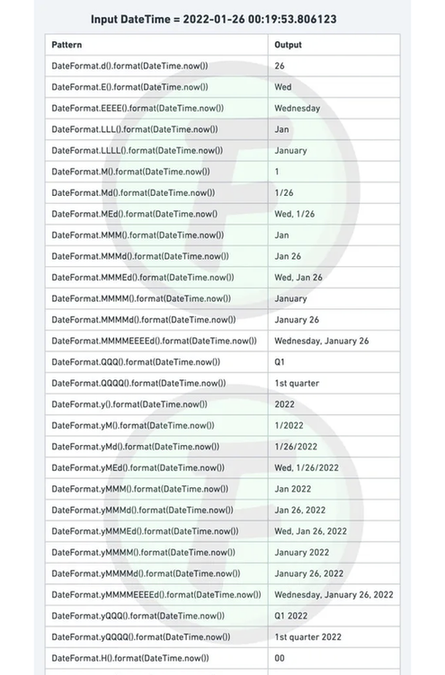 Input DateTime = 2022-01-26 00:19:53.806123
Pattern Output
DateFormat.d().format(DateTime.now()) 26
DateFormat.E().format(DateTime.now()) Wed
DateFormat.EEEE().format(DateTime.now()) Wednesday
DateFormat.LLL().format(DateTime.now()) Jan
DateFormat.LLLL().format(DateTime.now()) January
DateFormat.M().format(DateTime.now()) 1
DateFormat.Md().format(DateTime.now()) 1/26
DateFormat.MEd().format(DateTime.now() Wed, 1/26
DateFormat.MMM().format(DateTime.now()) Jan
DateFormat.MMMd().format(DateTime.now()) Jan 26
DateFormat.MMMEd().format(DateTime.now()) Wed, Jan 26
DateFormat.MMMM().format(DateTime.now()) January
DateFormat.MMMMd().format(DateTime.now()) January 26
DateFormat.MMMMEEEEd().format(DateTime.now()) Wednesday, January 26
DateFormat.QQQ().format(DateTime.now()) Q1
DateFormat.QQQQ().format(DateTime.now()) 1st quarter
DateFormat.y().format(DateTime.now()) 2022
DateFormat.yM().format(DateTime.now()) 1/2022
DateFormat.yMd().format(DateTime.now()) 1/26/2022
DateFormat.yMEd().format(DateTime.now()) Wed, 1/26/2022
DateFormat.yMMM().format(DateTime.now()) Jan 2022
DateFormat.yMMMd().format(DateTime.now()) Jan 26, 2022
DateFormat.yMMMEd().format(DateTime.now()) Wed, Jan 26, 2022
DateFormat.yMMMM().format(DateTime.now()) January 2022
DateFormat.yMMMMd().format(DateTime.now()) January 26, 2022
DateFormat.yMMMMEEEEd().format(DateTime.now()) Wednesday, January 26, 2022
DateFormat.yQQQ().format(DateTime.now()) Q1 2022
DateFormat.yQQQQ().format(DateTime.now()) 1st quarter 2022
DateFormat.H().format(DateTime.now()) 00